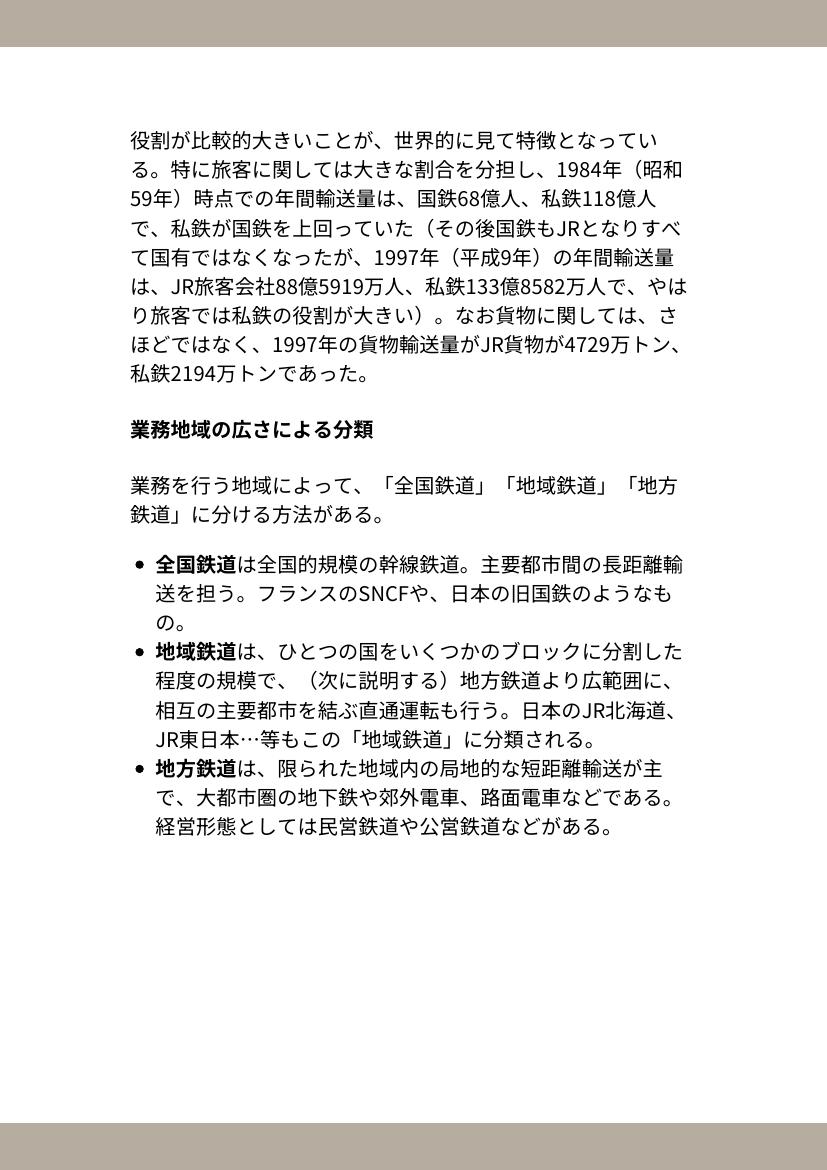 役割が比較的大きいことが、世界的に見て特徴となってい
る。特に旅客に関しては大きな割合を分担し、1984年（昭和
59年）時点での年間輸送量は、国鉄68億人、私鉄118億人
で、私鉄が国鉄を上回っていた（その後国鉄もJRとなりすべ
て国有ではなくなったが、1997年（平成9年）の年間輸送量
は、JR旅客会社88億5919万人、私鉄133億8582万人で、やは
り旅客では私鉄の役割が大きい）。なお貨物に関しては、さ
ほどではなく、1997年の貨物輸送量がJR貨物が4729万トン、
私鉄2194万トンであった。
業務地域の広さによる分類
業務を行う地域によって、「全国鉄道」「地域鉄道」「地方
鉄道」に分ける方法がある。
• 全国鉄道は全国的規模の幹線鉄道。主要都市間の長距離輸
送を担う。フランスのSNCFや、日本の旧国鉄のようなも
の。
• 地域鉄道は、ひとつの国をいくつかのブロックに分割した
程度の規模で、（次に説明する）地方鉄道より広範囲に、
相互の主要都市を結ぶ直通運転も行う。日本のJR北海道、
JR東日本…等もこの「地域鉄道」に分類される。
• 地方鉄道は、限られた地域内の局地的な短距離輸送が主
で、大都市圏の地下鉄や郊外電車、路面電車などである。
経営形態としては民営鉄道や公営鉄道などがある。